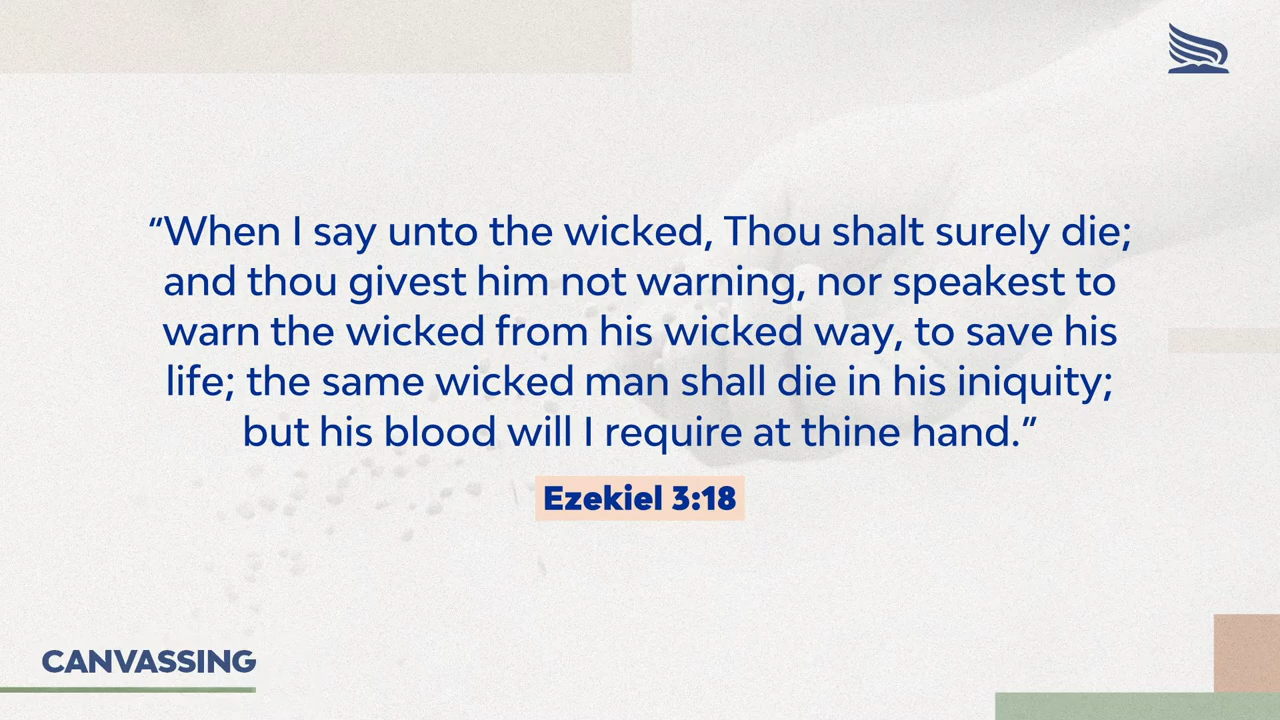 “When I say unto the wicked, Thou shalt surely die;
and thou givest him not warning, nor speakest to
warn the wicked from his wicked way, to save his
life; the same wicked man shall die in his iniquity;
but his blood will I require at thine hand.”
Ezekiel 3:18
CANVASSING